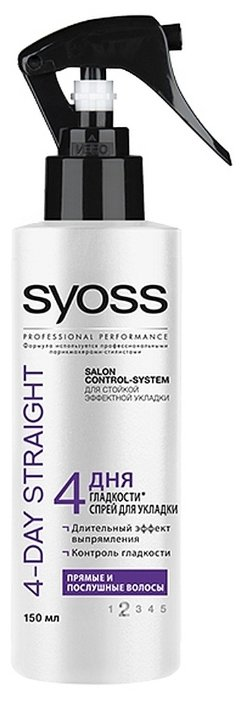 OPEN
syoss
PROFESSIONAL PERFORMANCE
Формула используется профессиональными
парикмахерами-стилистами
4-DAY STRAIGHT
SALON
CONTROL-SYSTEM
ДЛЯ СТОЙКОЙ
ЭФФЕКТНОЙ УКЛАДКИ
4 ДНЯ
ГЛАДКОСТИ*
СПРЕЙ ДЛЯ УКЛАДКИ
Длительный эффект
выпрямления
Контроль гладкости
ПРЯМЫЕ И
ПОСЛУШНЫЕ ВОЛОСЫ
150 мл
1 2 3 4 5